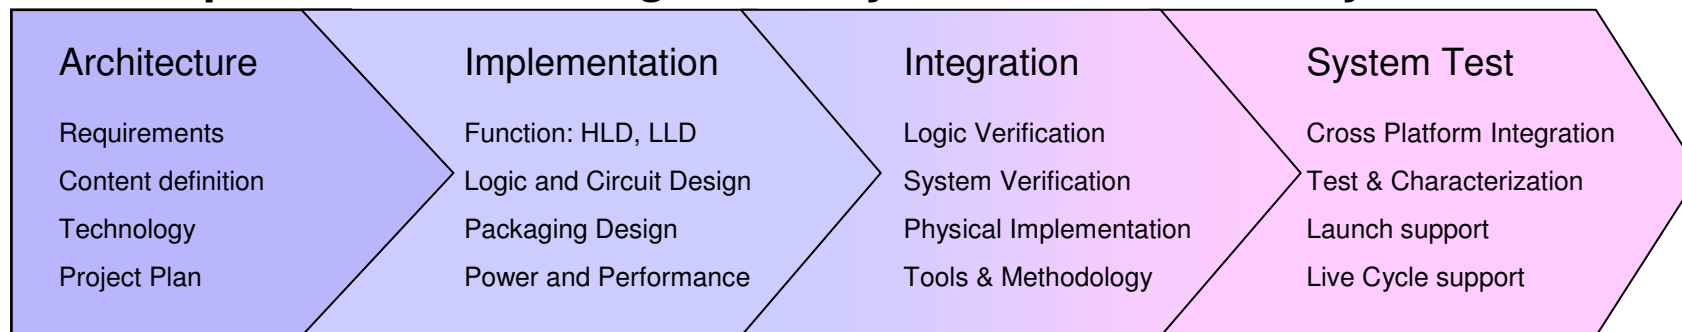 Architecture
Requirements
Content definition
Technology
Project Plan
Implementation
Function: HLD, LLD
Logic and Circuit Design
Packaging Design
Power and Performance
Integration
Logic Verification
System Verification
Physical Implementation
Tools & Methodology
System Test
Cross Platform Integration
Test & Characterization
Launch support
Live Cycle support